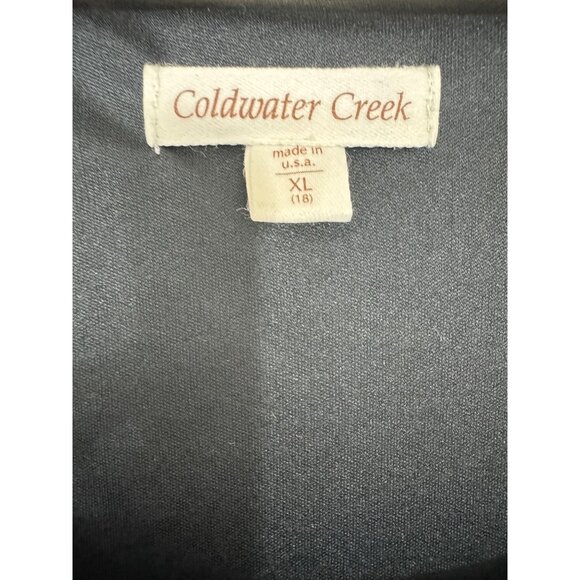 Coldwater Creek
made in
u.s.a.
XL
(18)